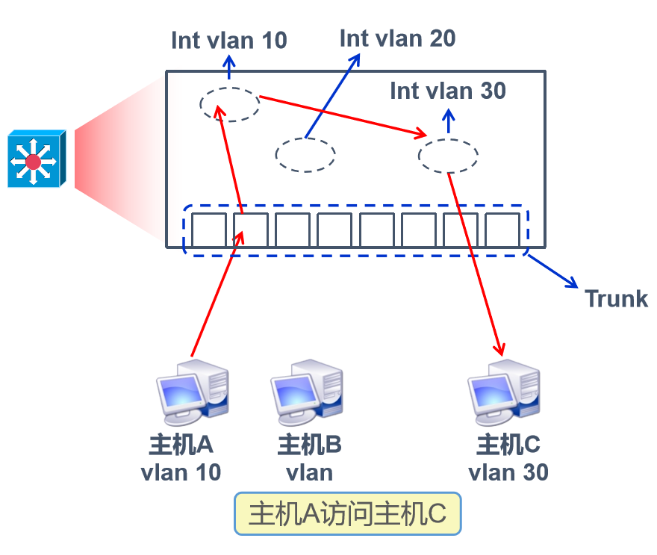 Int vlan 10
Int vlan 20
Int vlan 30
Trunk
主机A
vlan 10
主机B
vlan
主机C
vlan 30
主机A访问主机C